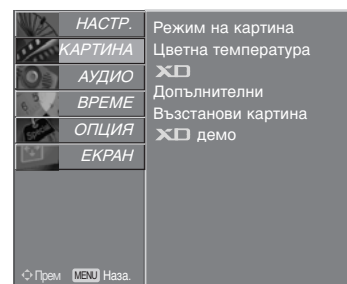 НАСТР.
КАРТИНА
АУДИО
ВРЕМЕ
ОПЦИЯ
ЕКРАН
Режим на картина
Цветна температура
XD
Допълнителни
Възстанови картина
XD демо
Прем MENU Наза.